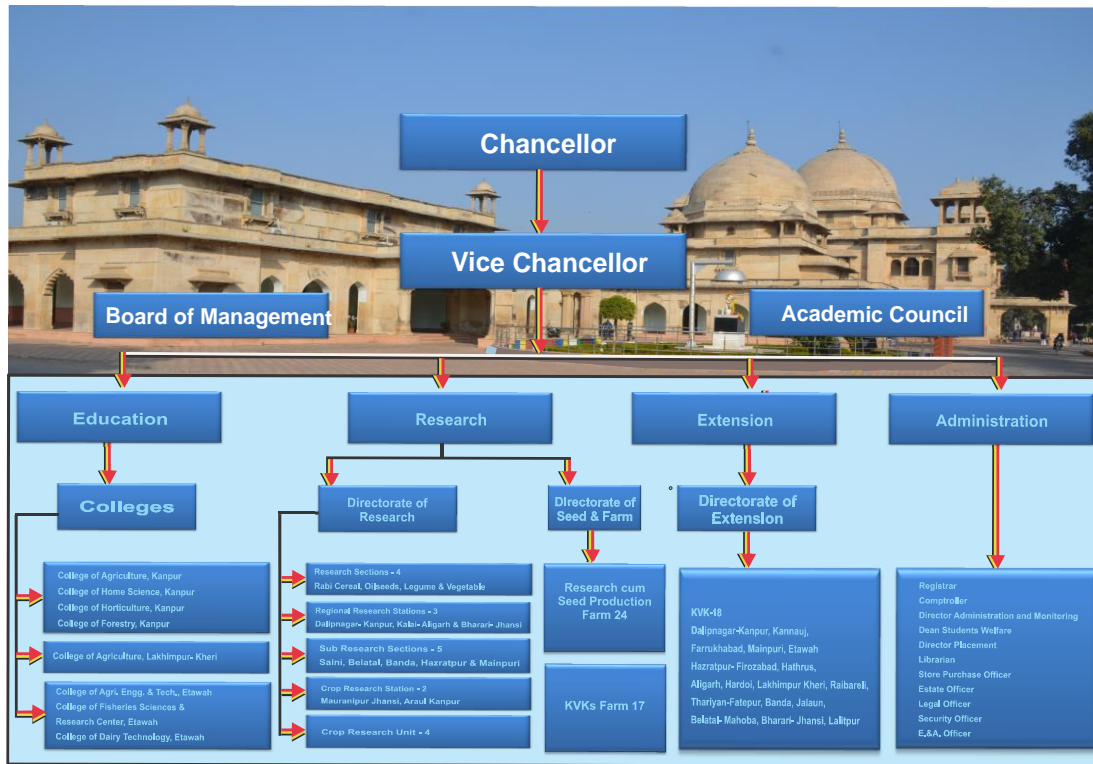 Chancellor
Vice Chancellor
Board of Management
Academic Council
Education
Research
Extension
Administration
Colleges
Directorate of
Research
DIrectorate of
Seed & Farm
Directorate of
Extension
College of Agriculture, Kanpur
College of Home Science, Kanpur
College of Horticulture, Kanpur
College of Forestry, Kanpur
College of Agriculture, Lakhimpur- Kheri
College of Agri. Engg. & Tech., Etawah
College of Fisheries Sciences &
Research Center, Etawah
College of Dairy Technology, Etawah
Research Sections - 4
Rabi Cereal, Oilseeds, Legume & Vegetable
Regional Research Stations - 3
Dalipnagar- Kanpur, Kalai- Aligarh & Bharari- Jhansi
Sub Research Sections - 5
Saini, Belatal, Banda, Hazratpur & Mainpuri
Crop Research Station - 2
Mauranipur Jhansi, Araul Kanpur
Crop Research Unit - 4
Research cum
Seed Production
Farm 24
KVKs Farm 17
KVK-18
Dalipnagar-Kanpur, Kannauj,
Farrukhabad, Mainpuri, Etawah
Hazratpur- Firozabad, Hathrus,
Aligarh, Hardoi, Lakhimpur Kheri, Raibareli,
Thariyan-Fatepur, Banda, Jalaun,
Belatal- Mahoba, Bharari- Jhansi, Lalitpur
Registrar
Comptroller
Director Administration and Monitoring
Dean Students Welfare
Director Placement
Librarian
Store Purchase Officer
Estate Officer
Legal Officer
Security Officer
E.&A. Officer